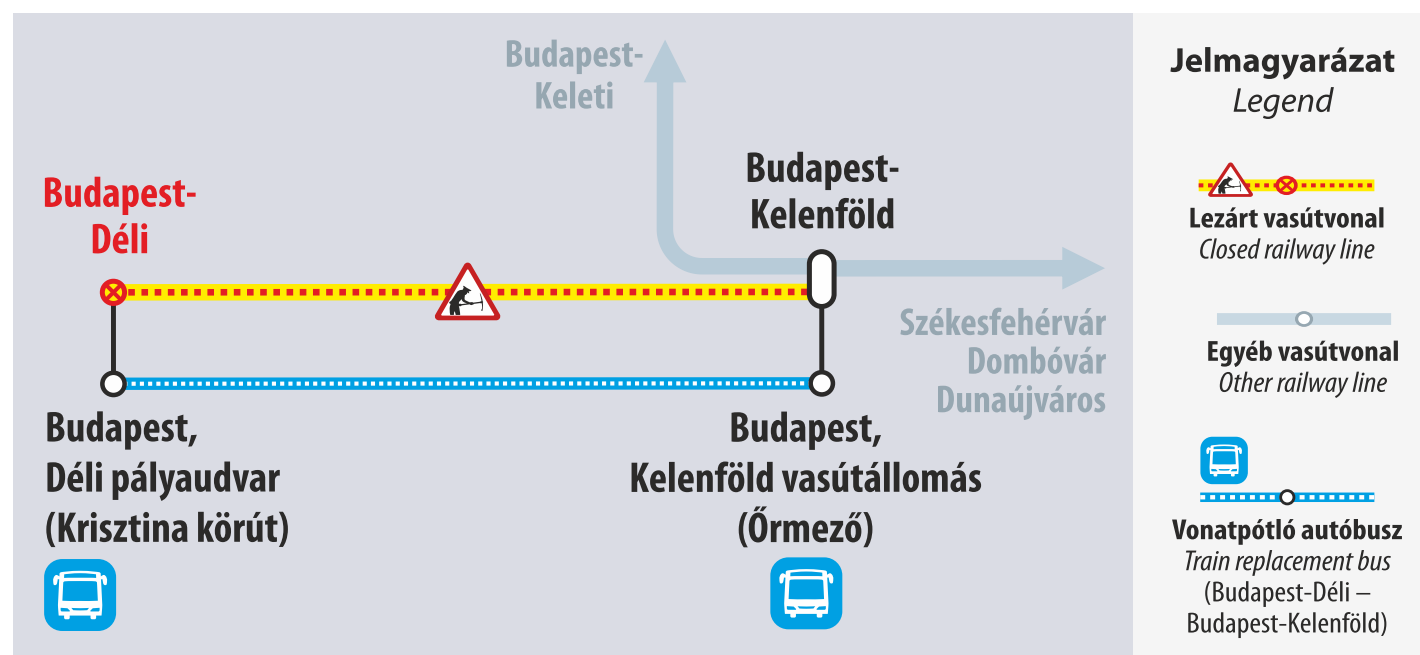 Budapest-
Keleti
Budapest-
Déli
Budapest-
Kelenföld
Székesfehérvár
Dombóvár
Dunaújváros
Budapest,
Déli pályaudvar
(Krisztina körút)
Budapest,
Kelenföld vasútállomás
(Őrmező)
Jelmagyarázat
Legend
Lezárt vasútvonal
Closed railway line
Egyéb vasútvonal
Other railway line
Vonatpótló autóbusz
Train replacement bus
(Budapest-Déli –
Budapest-Kelenföld)